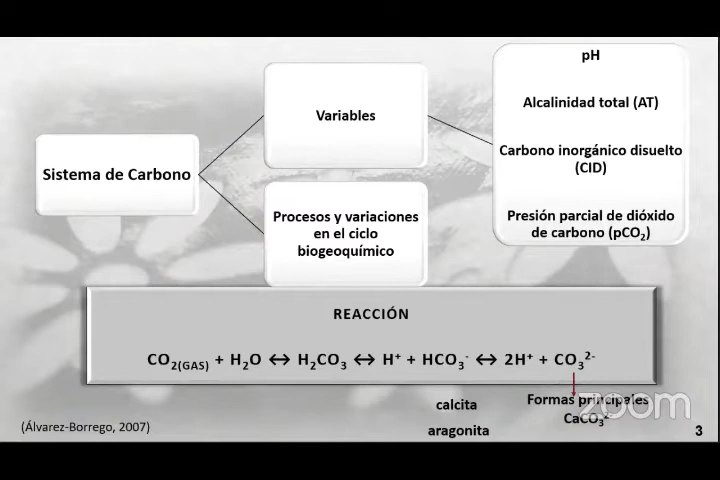 Sistema de Carbono
Variables
Procesos y variaciones
en el ciclo
biogeoquímico
pH
Alcalinidad total (AT)
Carbono inorgánico disuelto
(CID)
Presión parcial de dióxido
de carbono (pCO₂)
REACCIÓN
CO₂(GAS) + H₂O ↔ H₂CO₃ ↔ H⁺ + HCO₃⁻ ↔ 2H⁺ + CO₃²⁻
calcita
aragonita
Formas principales
CaCO₃²⁻
zoom
(Álvarez-Borrego, 2007)
3